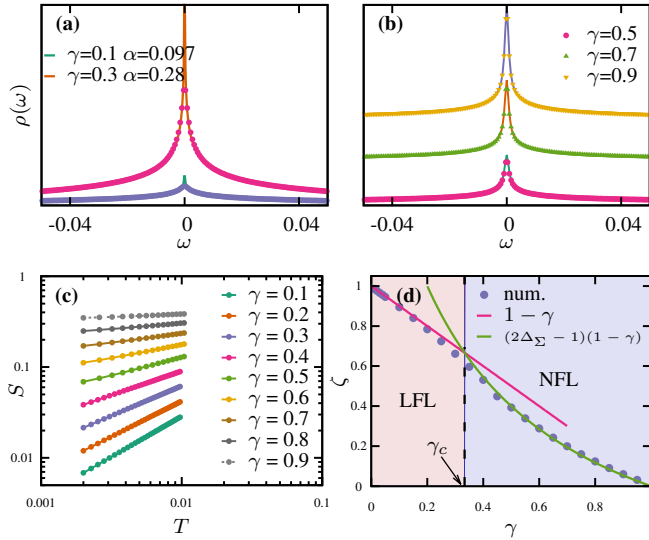 (a)
γ=0.1 α=0.097
γ=0.3 α=0.28
ρ(ω)
-0.04 0 0.04
ω
(b)
γ=0.5
γ=0.7
γ=0.9
-0.04 0 0.04
ω
(c)
γ = 0.1
γ = 0.2
γ = 0.3
γ = 0.4
γ = 0.5
γ = 0.6
γ = 0.7
γ = 0.8
γ = 0.9
1
0.1
0.01
S
0.001 0.01 0.1
T
(d)
num.
1 − γ
(2Δ_Σ − 1)(1 − γ)
LFL
NFL
γ_c
1
0.8
0.6
0.4
0.2
0
ζ
0 0.2 0.4 0.6 0.8
γ